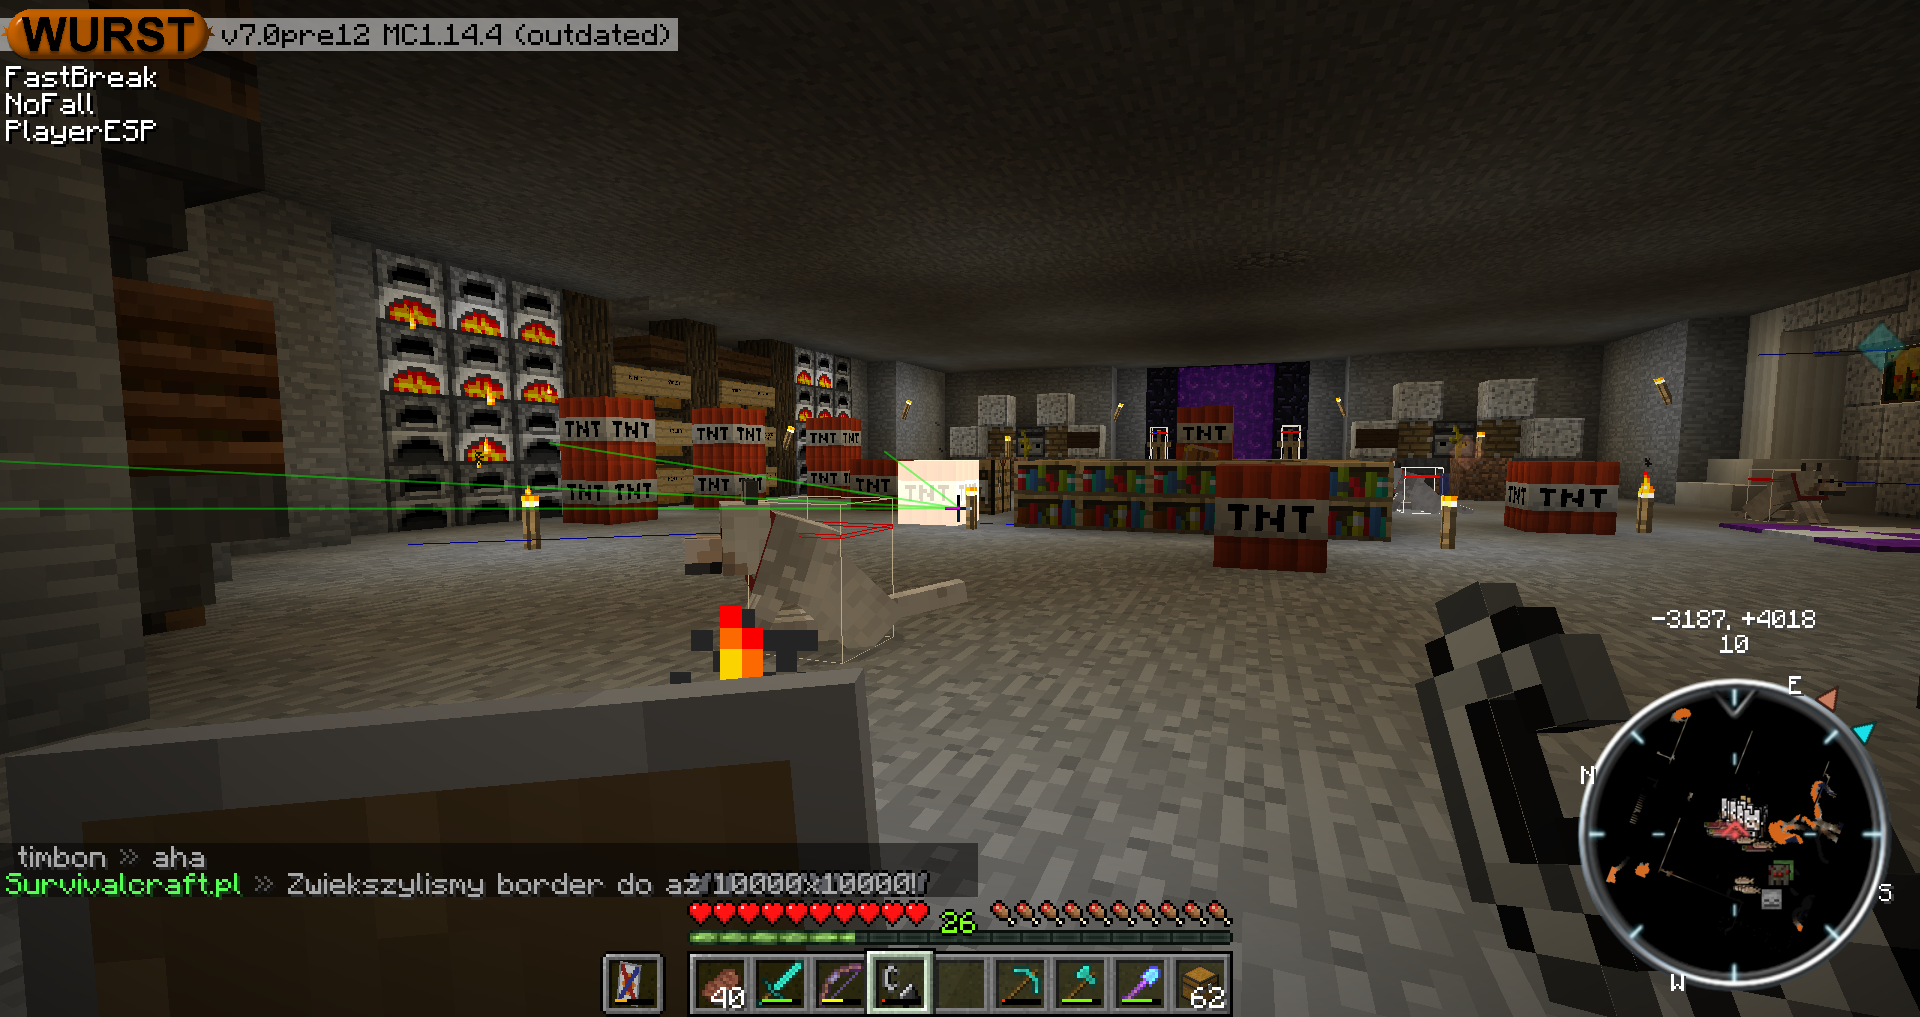 WURST v7.0pre12 MC1.14.4 (outdated)
FastBreak
NoFall
PlayerESP
TNT TNT
TNT TNT
TNT TNT
TNT TNT
TNT TNT
TNT
TNT
TNT
TNT
TNT TNT
-3187, +4018
10
E
N
S
W
timbon » aha
Survivalcraft.pl » Zwiekszylismy border do az 10000x10000!
26
40
62